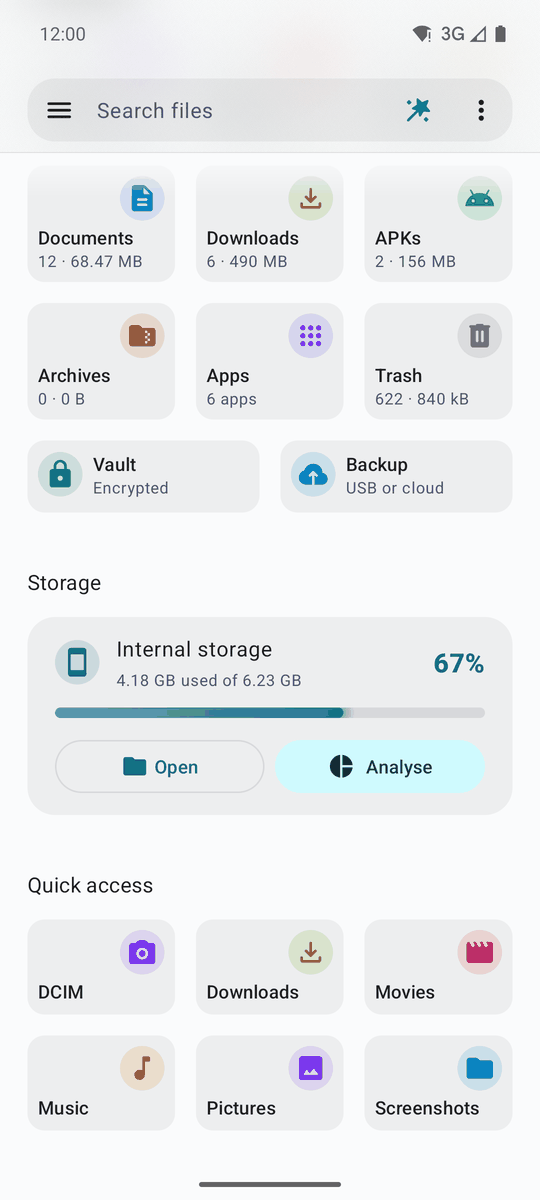 12:00
3G
Search files
Documents
12 · 68.47 MB
Downloads
6 · 490 MB
APKs
2 · 156 MB
Archives
0 · 0 B
Apps
6 apps
Trash
622 · 840 kB
Vault
Encrypted
Backup
USB or cloud
Storage
Internal storage
4.18 GB used of 6.23 GB
67%
Open
Analyse
Quick access
DCIM
Downloads
Movies
Music
Pictures
Screenshots